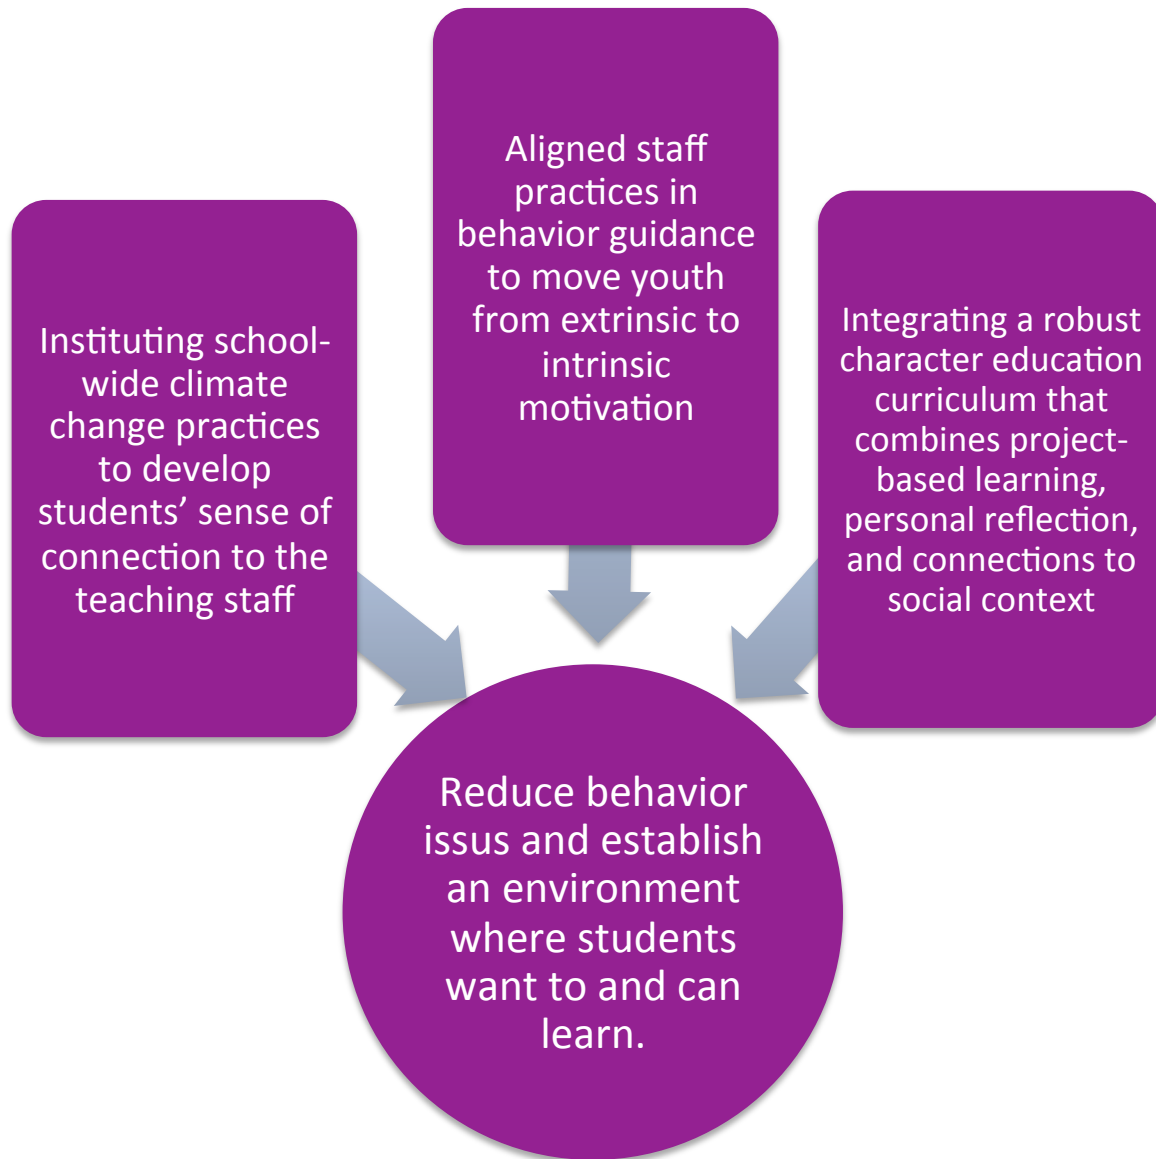 Instituting school-
wide climate
change practices
to develop
students’ sense of
connection to the
teaching staff
Aligned staff
practices in
behavior guidance
to move youth
from extrinsic to
intrinsic
motivation
Integrating a robust
character education
curriculum that
combines project-
based learning,
personal reflection,
and connections to
social context
Reduce behavior
issus and establish
an environment
where students
want to and can
learn.